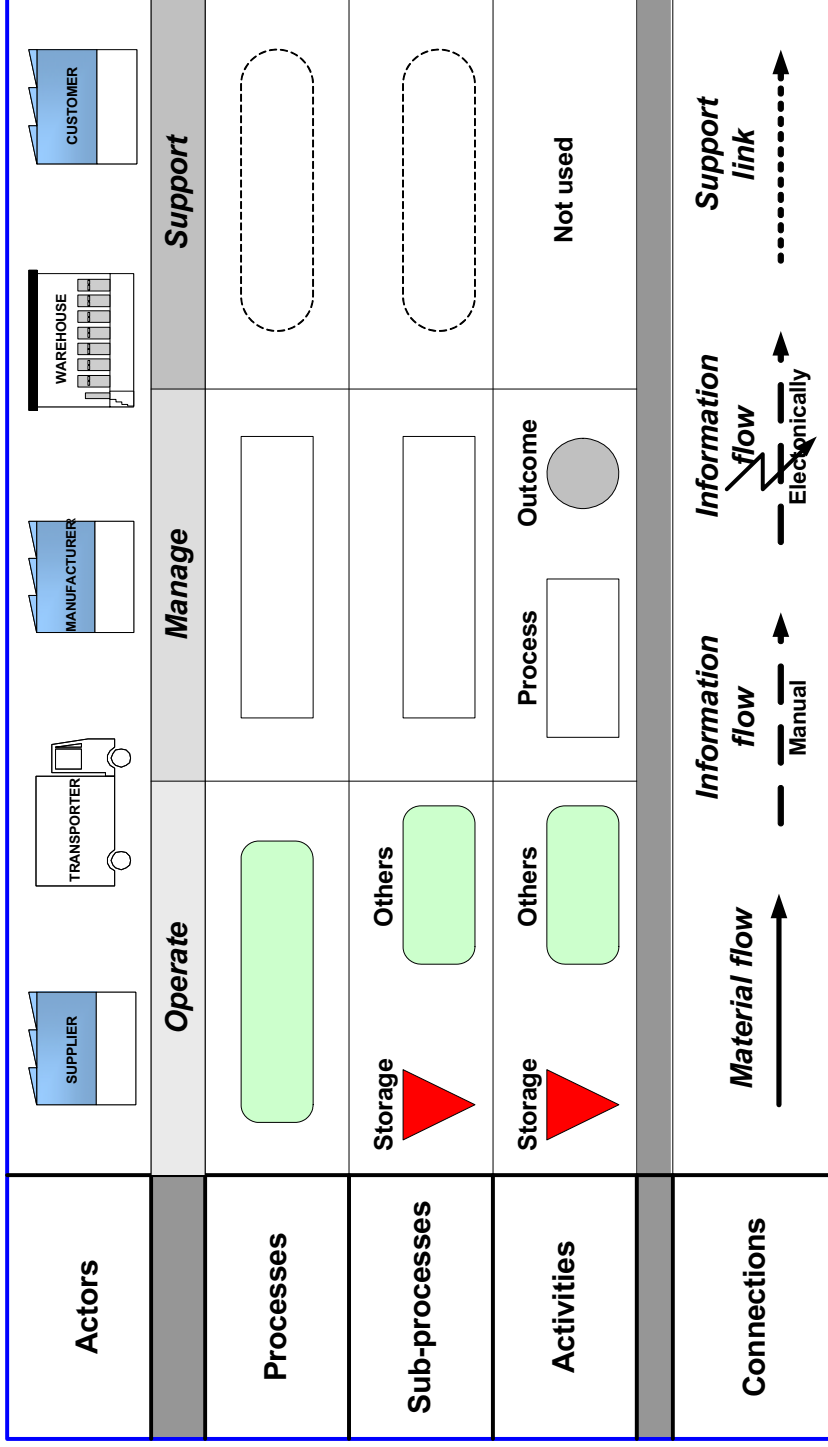 Actors
SUPPLIER
TRANSPORTER
MANUFACTURER
WAREHOUSE
CUSTOMER
Operate
Manage
Support
Processes
Sub-processes
Storage
Others
Activities
Storage
Others
Process
Outcome
Not used
Connections
Material flow
Information
flow
Manual
Information
flow
Electonically
Support
link